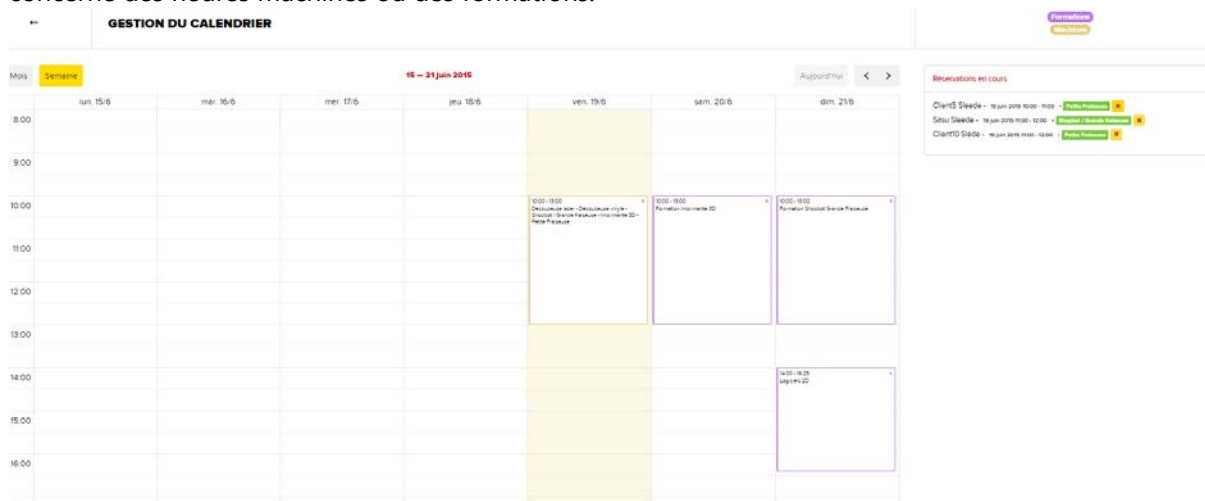 concerne des heures machines ou des formations.
←
GESTION DU CALENDRIER
Formations
Machines
Mois
Semaine
15 — 21 juin 2015
Aujourd'hui
< >
lun. 15/6
mar. 16/6
mer. 17/6
jeu. 18/6
ven. 19/6
sam. 20/6
dim. 21/6
8:00
9:00
10:00
11:00
12:00
13:00
14:00
15:00
16:00
10:00 - 13:00
Découpeuse laser - Découpeuse vinyle -
Shopbot / Grande fraiseuse - Imprimante 3D -
Petite Fraiseuse
10:00 - 13:00
Formation Imprimante 3D
10:00 - 13:00
Formation Shopbot Grande Fraiseuse
14:00 - 16:25
Logiciels 2D
Réservations en cours
Client5 Sleede - 19 juin 2015 10:00 - 11:00 - Petite Fraiseuse
Sasu Sleede - 19 juin 2015 11:00 - 12:00 - Shopbot / Grande fraiseuse
Client10 Slede - 19 juin 2015 11:00 - 12:00 - Petite Fraiseuse